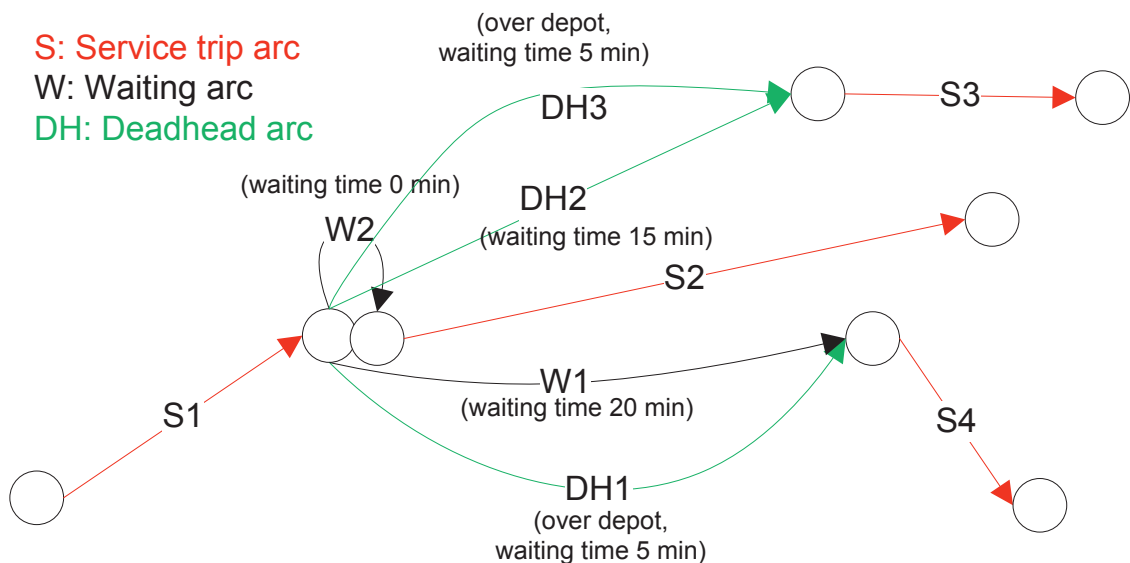 S: Service trip arc
W: Waiting arc
DH: Deadhead arc
(over depot,
waiting time 5 min)
DH3
S3
(waiting time 0 min)
DH2
W2
(waiting time 15 min)
S2
W1
(waiting time 20 min)
S1
S4
DH1
(over depot,
waiting time 5 min)